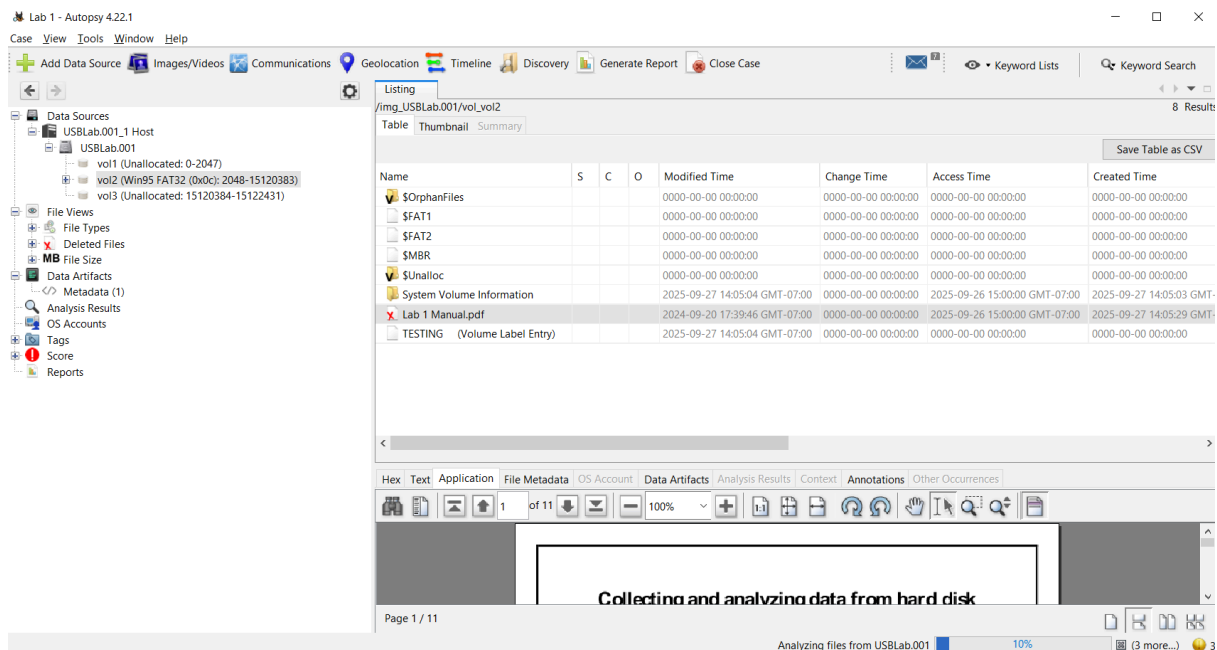 Lab 1 - Autopsy 4.22.1
Case View Tools Window Help
Add Data Source Images/Videos Communications Geolocation Timeline Discovery Generate Report Close Case 7 Keyword Lists Keyword Search
Listing
/img_USBLab.001/vol_vol2 8 Results
Table Thumbnail Summary
Save Table as CSV
Data Sources
USBLab.001_1 Host
USBLab.001
vol1 (Unallocated: 0-2047)
vol2 (Win95 FAT32 (0x0c): 2048-15120383)
vol3 (Unallocated: 15120384-15122431)
File Views
File Types
Deleted Files
MB File Size
Data Artifacts
Metadata (1)
Analysis Results
OS Accounts
Tags
Score
Reports
Name S C O Modified Time Change Time Access Time Created Time
$OrphanFiles 0000-00-00 00:00:00 0000-00-00 00:00:00 0000-00-00 00:00:00 0000-00-00 00:00:00
$FAT1 0000-00-00 00:00:00 0000-00-00 00:00:00 0000-00-00 00:00:00 0000-00-00 00:00:00
$FAT2 0000-00-00 00:00:00 0000-00-00 00:00:00 0000-00-00 00:00:00 0000-00-00 00:00:00
$MBR 0000-00-00 00:00:00 0000-00-00 00:00:00 0000-00-00 00:00:00 0000-00-00 00:00:00
$Unalloc 0000-00-00 00:00:00 0000-00-00 00:00:00 0000-00-00 00:00:00 0000-00-00 00:00:00
System Volume Information 2025-09-27 14:05:04 GMT-07:00 0000-00-00 00:00:00 2025-09-26 15:00:00 GMT-07:00 2025-09-27 14:05:03 GMT-
Lab 1 Manual.pdf 2024-09-20 17:39:46 GMT-07:00 0000-00-00 00:00:00 2025-09-26 15:00:00 GMT-07:00 2025-09-27 14:05:29 GMT-
TESTING (Volume Label Entry) 2025-09-27 14:05:04 GMT-07:00 0000-00-00 00:00:00 0000-00-00 00:00:00 0000-00-00 00:00:00
Hex Text Application File Metadata OS Account Data Artifacts Analysis Results Context Annotations Other Occurrences
1 of 11 100% 1:1
Collecting and analyzing data from hard disk
Page 1 / 11
Analyzing files from USBLab.001 10% (3 more...) 3